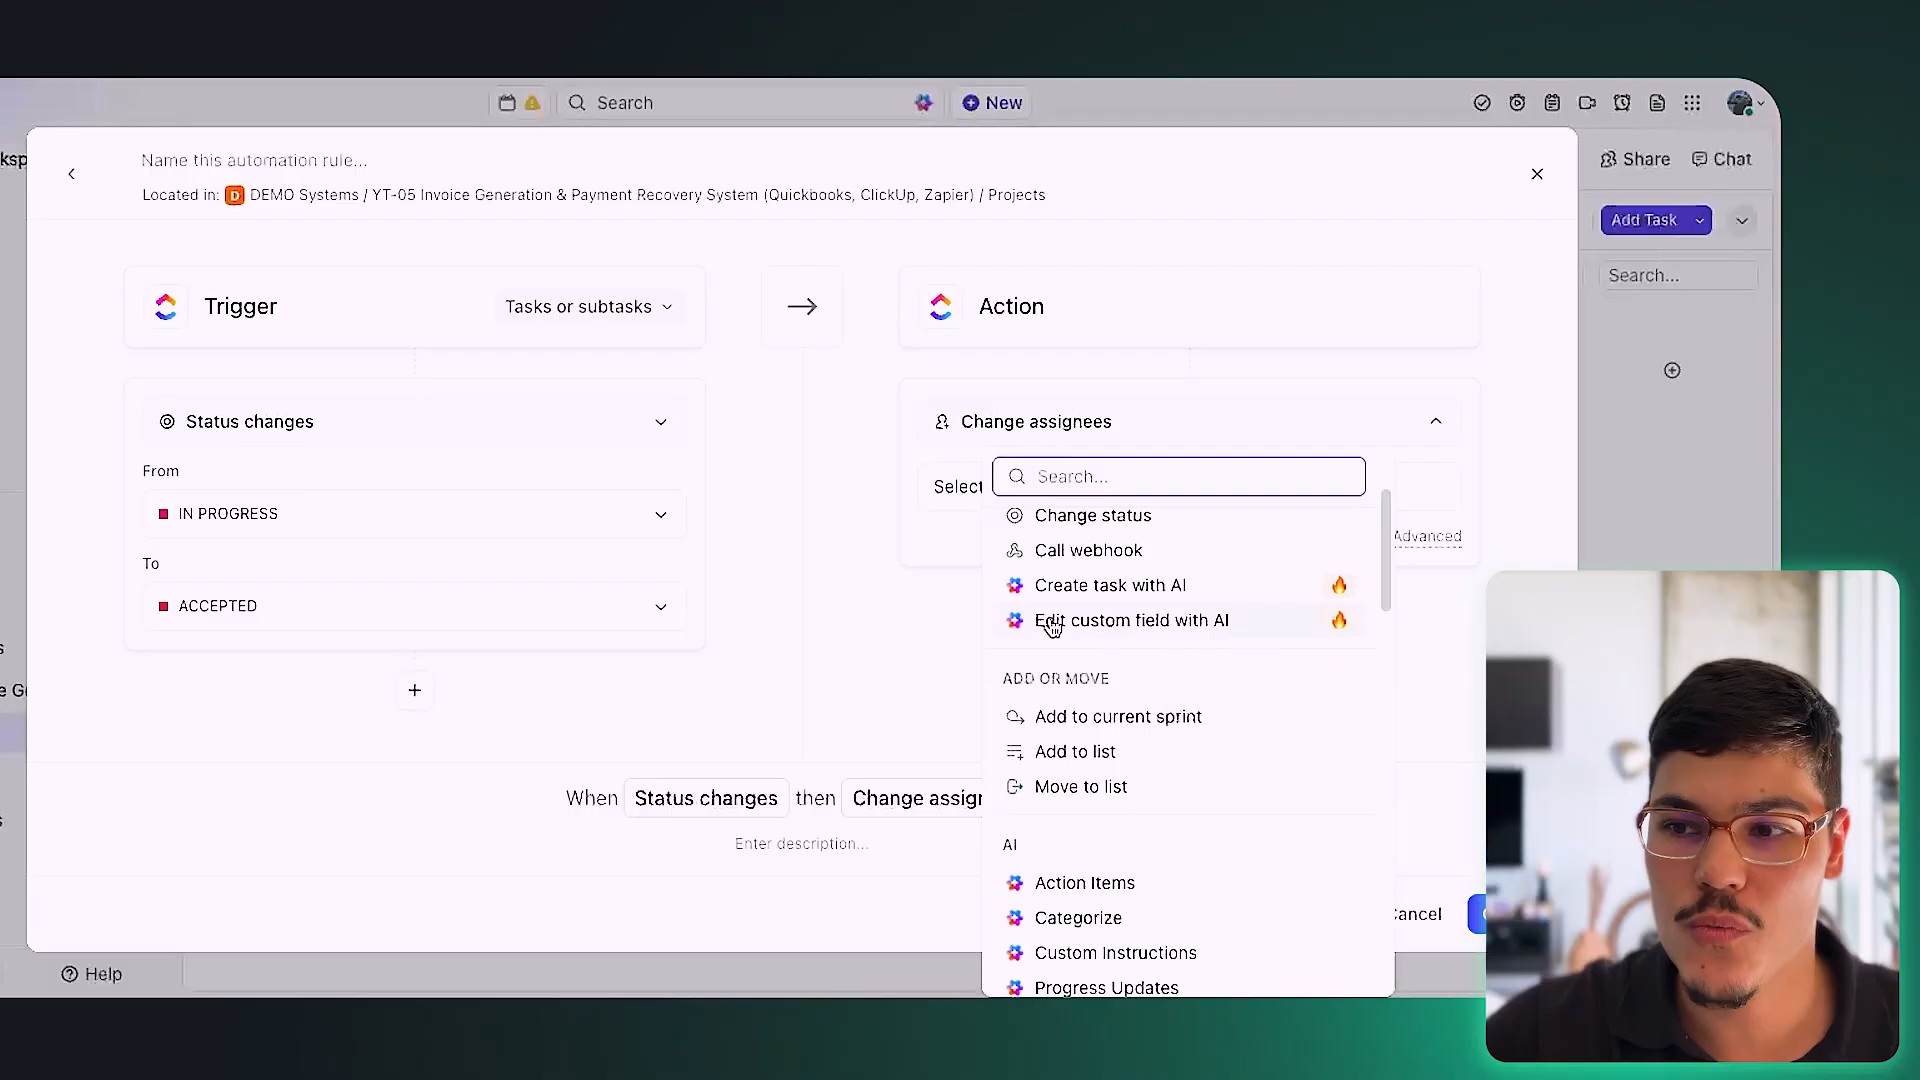 Search
New
ksp
Name this automation rule...
Located in: D DEMO Systems / YT-05 Invoice Generation & Payment Recovery System (Quickbooks, ClickUp, Zapier) / Projects
Share
Chat
Add Task
Search...
Trigger
Tasks or subtasks
Action
Status changes
From
IN PROGRESS
To
ACCEPTED
Change assignees
Select
Search...
Advanced
Change status
Call webhook
Create task with AI
Edit custom field with AI
ADD OR MOVE
Add to current sprint
Add to list
Move to list
AI
Action Items
Categorize
Custom Instructions
Progress Updates
s
e G
When Status changes then Change assign
Enter description...
Cancel
Help